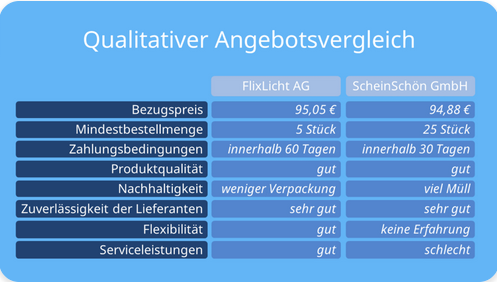 Qualitativer Angebotsvergleich
FlixLicht AG ScheinSchön GmbH
Bezugspreis 95,05 € 94,88 €
Mindestbestellmenge 5 Stück 25 Stück
Zahlungsbedingungen innerhalb 60 Tagen innerhalb 30 Tagen
Produktqualität gut gut
Nachhaltigkeit weniger Verpackung viel Müll
Zuverlässigkeit der Lieferanten sehr gut sehr gut
Flexibilität gut keine Erfahrung
Serviceleistungen gut schlecht